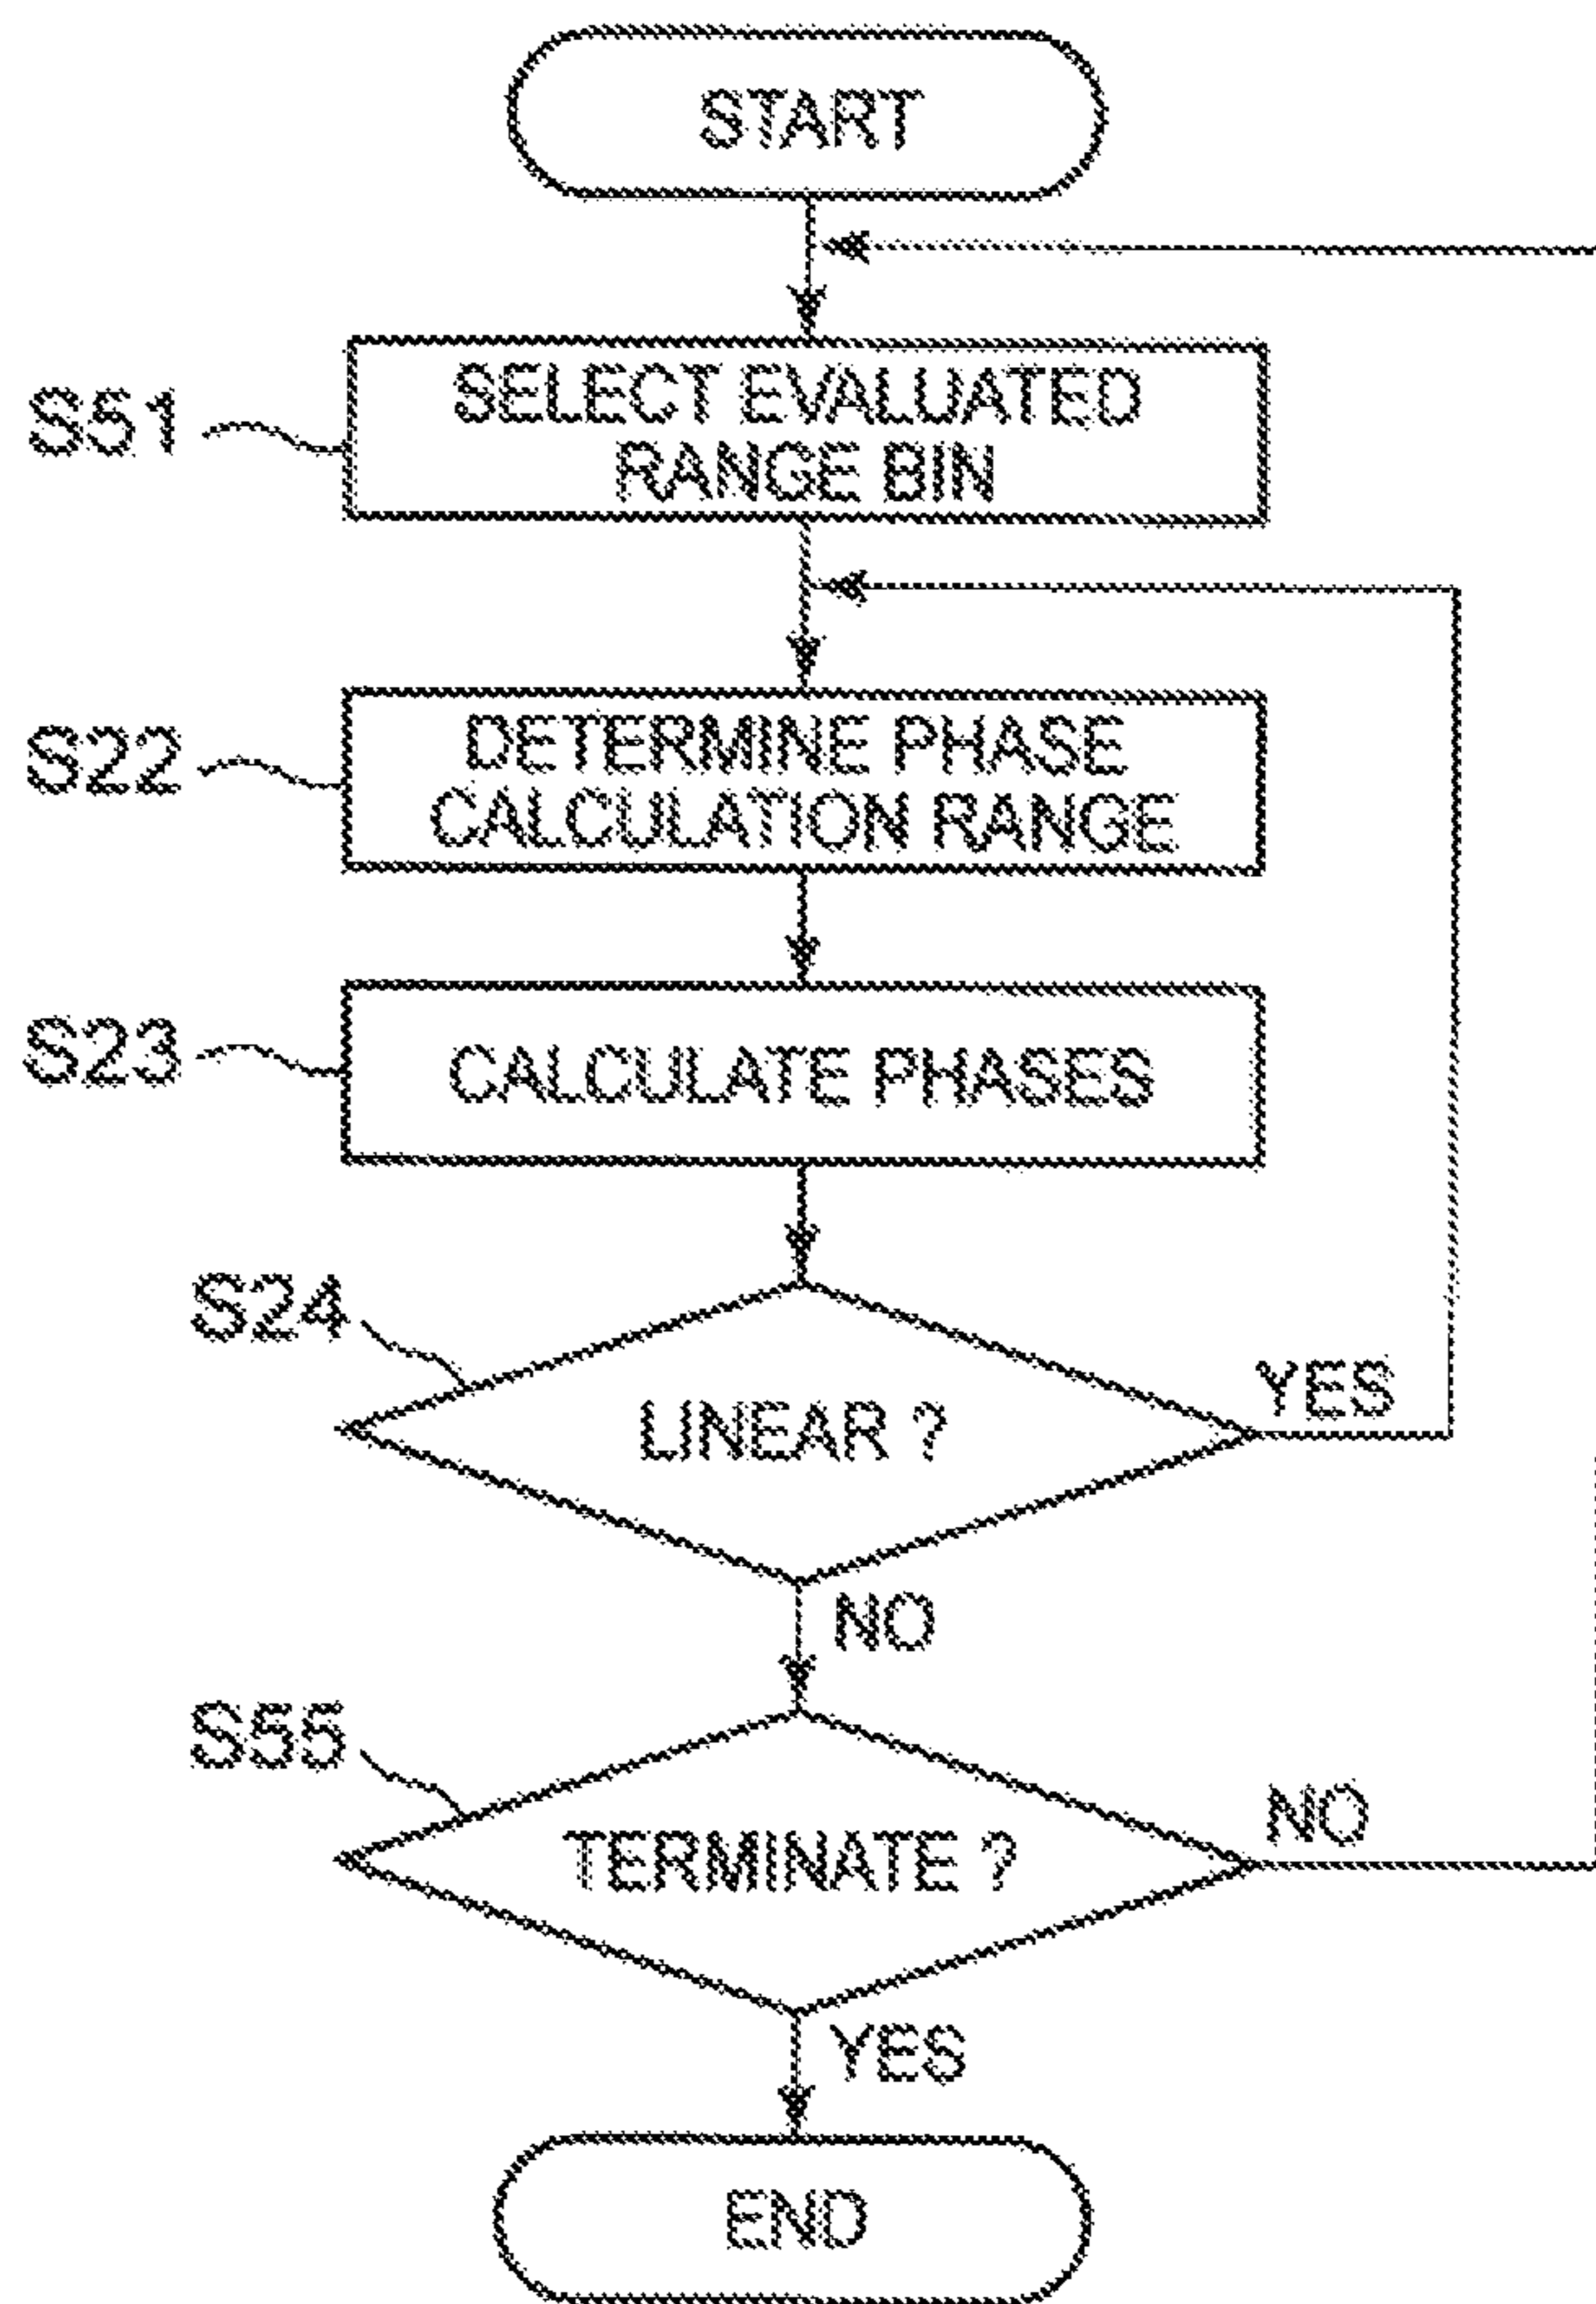 START
S51
SELECT EVALUATED
RANGE BIN
S22
DETERMINE PHASE
CALCULATION RANGE
S23
CALCULATE PHASES
S24
LINEAR ?
YES
NO
S55
TERMINATE ?
NO
YES
END